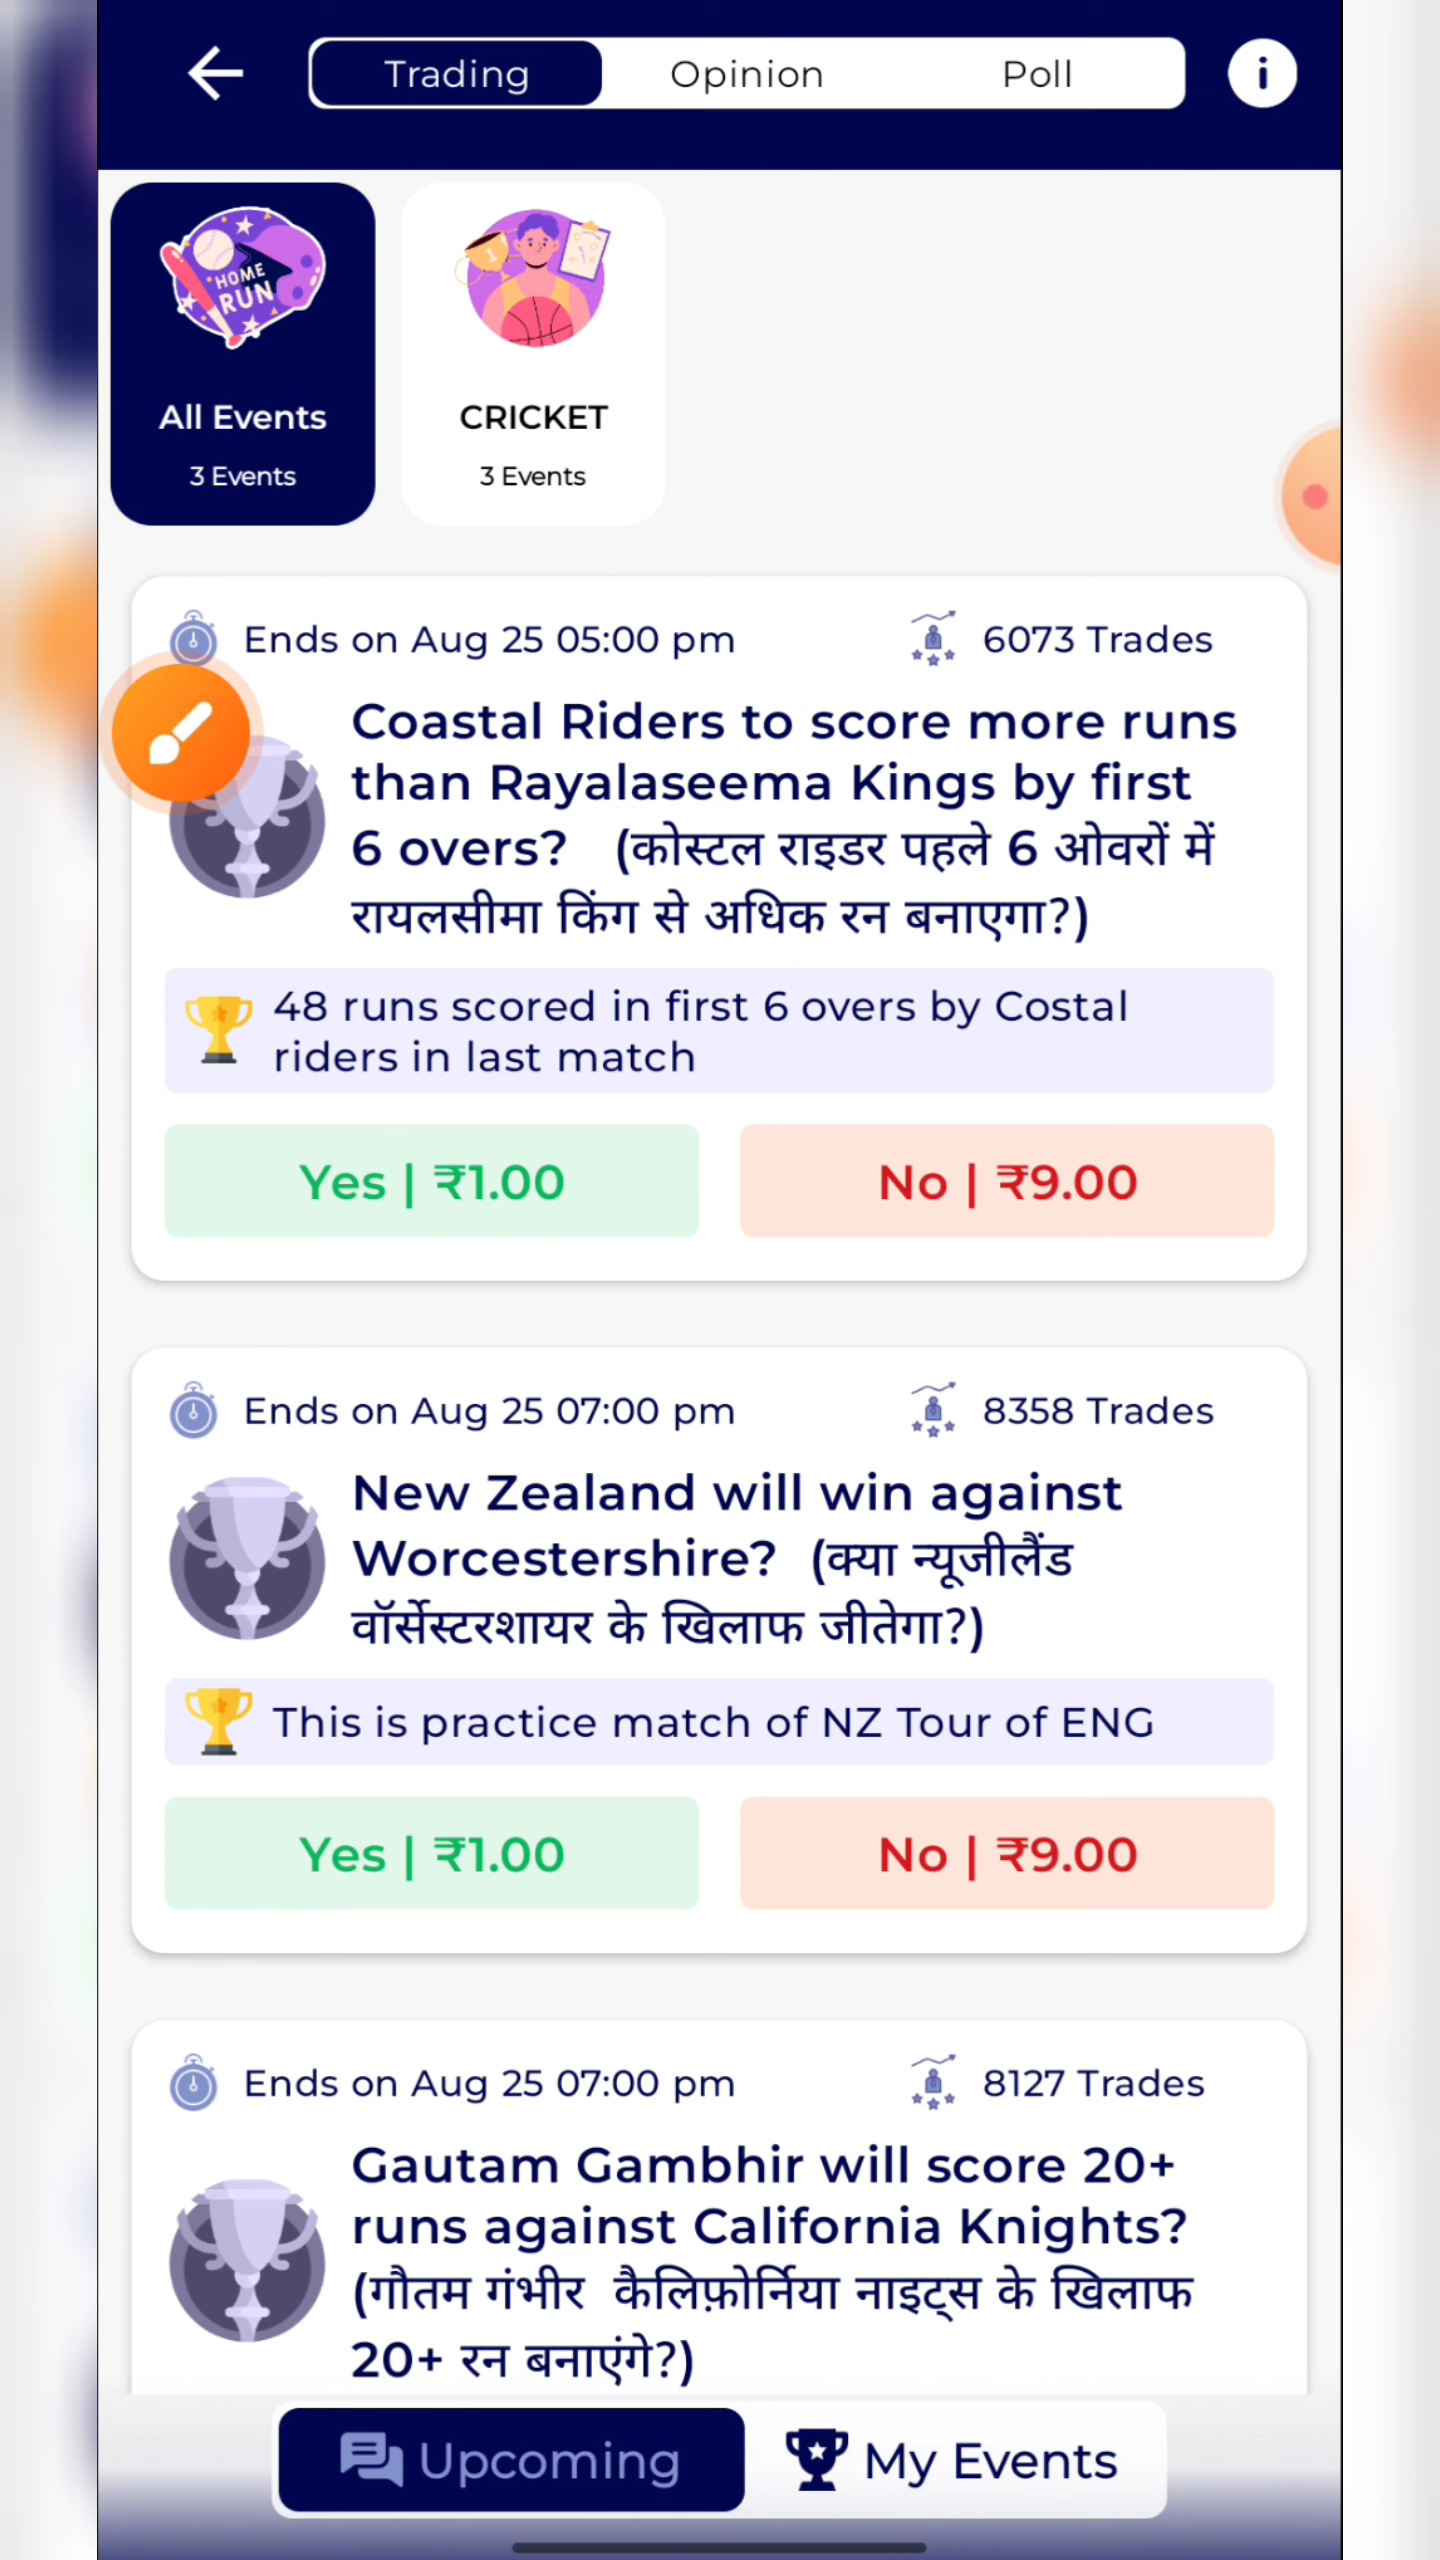 Trading Opinion Poll i
HOME
RUN
1
All Events CRICKET
3 Events 3 Events
Ends on Aug 25 05:00 pm 6073 Trades
Coastal Riders to score more runs
than Rayalaseema Kings by first
6 overs? (कोस्टल राइडर पहले 6 ओवरों में
रायलसीमा किंग से अधिक रन बनाएगा?)
48 runs scored in first 6 overs by Costal
riders in last match
Yes | ₹1.00 No | ₹9.00
Ends on Aug 25 07:00 pm 8358 Trades
New Zealand will win against
Worcestershire? (क्या न्यूजीलैंड
वॉर्सेस्टरशायर के खिलाफ जीतेगा?)
This is practice match of NZ Tour of ENG
Yes | ₹1.00 No | ₹9.00
Ends on Aug 25 07:00 pm 8127 Trades
Gautam Gambhir will score 20+
runs against California Knights?
(गौतम गंभीर कैलिफ़ोर्निया नाइट्स के खिलाफ
20+ रन बनाएंगे?)
Upcoming My Events